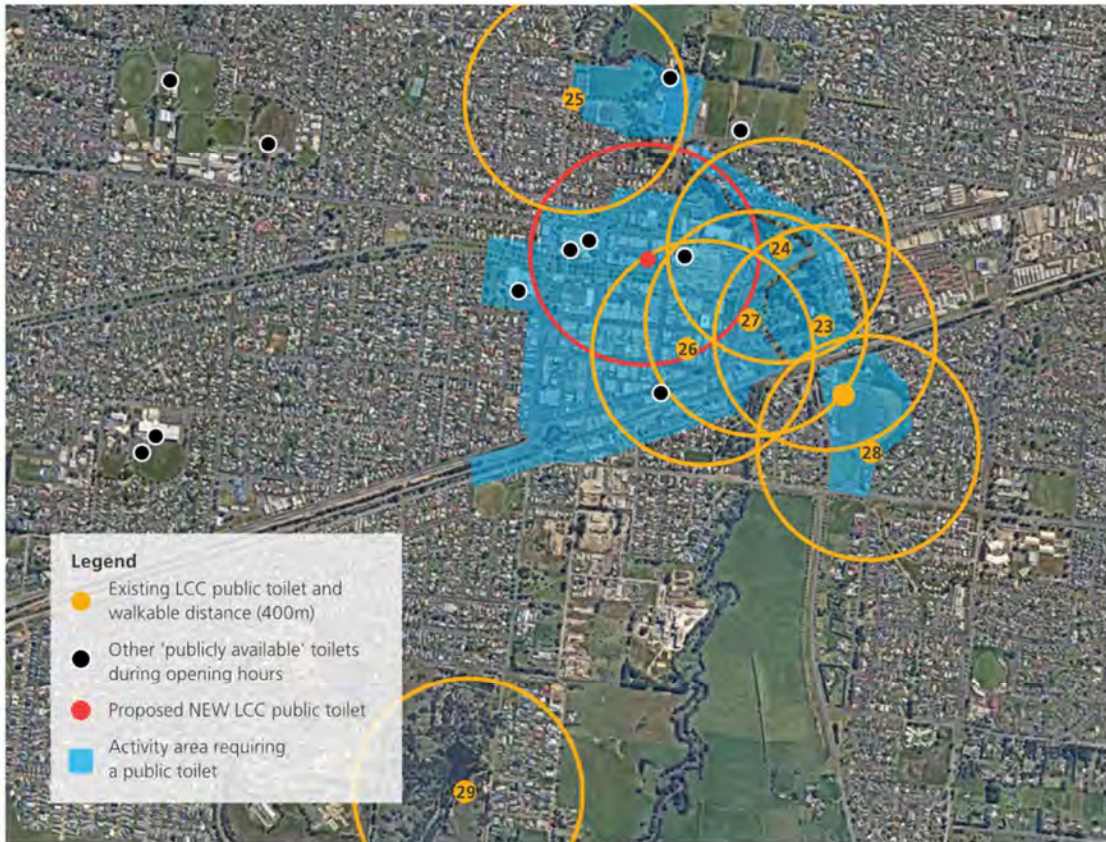 25
24
27
23
26
28
Legend
Existing LCC public toilet and
walkable distance (400m)
Other 'publicly available' toilets
during opening hours
Proposed NEW LCC public toilet
Activity area requiring
a public toilet
29